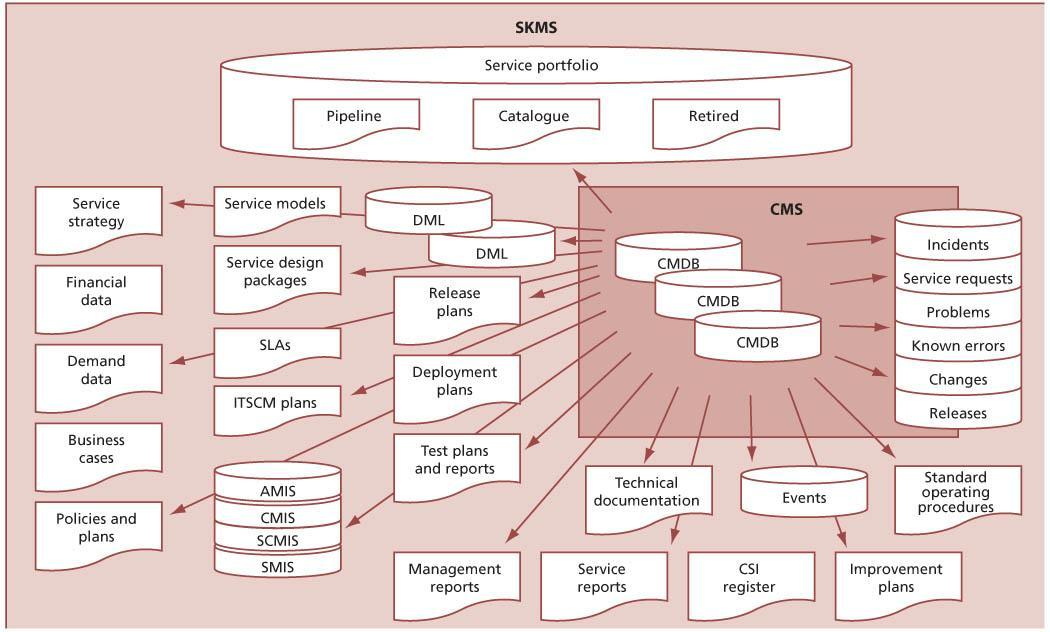 SKMS
Service portfolio
Pipeline
Catalogue
Retired
Service
strategy
Service models
DML
DML
CMS
Incidents
Service requests
Problems
Known errors
Changes
Releases
CMDB
CMDB
CMDB
Financial
data
Service design
packages
Release
plans
Demand
data
SLAs
ITSCM plans
Deployment
plans
Business
cases
Test plans
and reports
Policies and
plans
AMIS
CMIS
SCMIS
SMIS
Technical
documentation
Events
Standard
operating
procedures
Management
reports
Service
reports
CSI
register
Improvement
plans